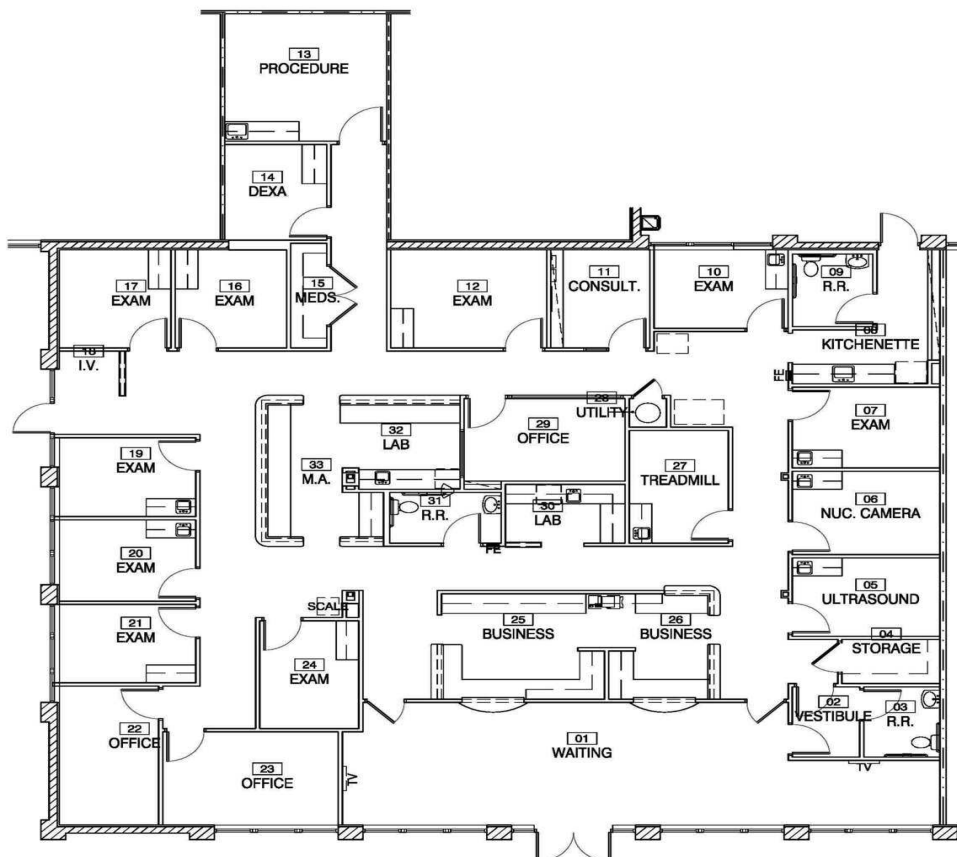 13
PROCEDURE
14
DEXA
17
EXAM
16
EXAM
15
MEDS.
12
EXAM
11
CONSULT.
10
EXAM
09
R.R.
08
KITCHENETTE
18
I.V.
FE
28
UTILITY
07
EXAM
32
LAB
29
OFFICE
19
EXAM
33
M.A.
27
TREADMILL
31
R.R.
06
NUC. CAMERA
30
LAB
FE
20
EXAM
05
ULTRASOUND
SCALE
21
EXAM
25
BUSINESS
26
BUSINESS
04
STORAGE
24
EXAM
22
OFFICE
02
VESTIBULE
03
R.R.
01
WAITING
23
OFFICE
TV
TV